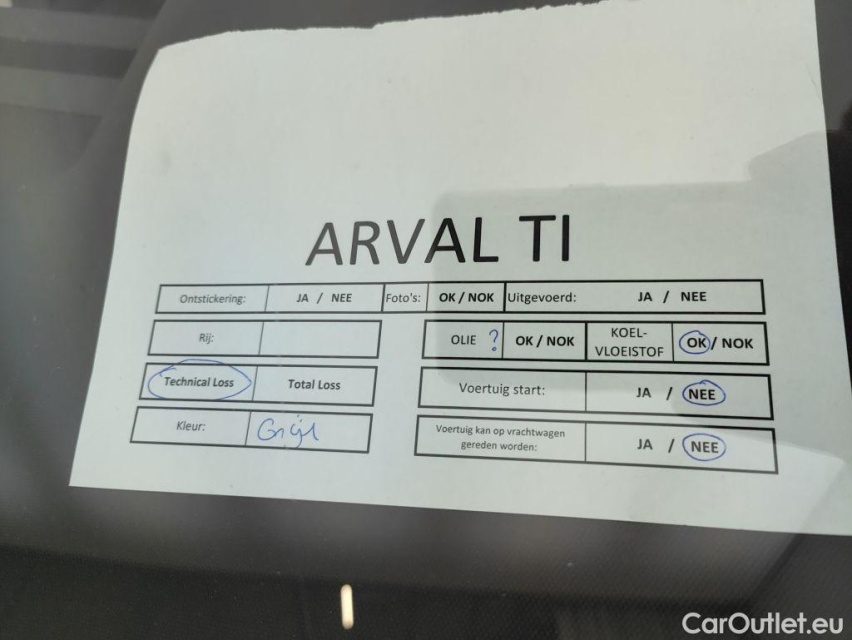 ARVAL TI
Ontstickering: JA / NEE Foto's: OK / NOK Uitgevoerd: JA / NEE
Rij: OLIE ? OK / NOK KOEL-VLOEISTOF OK / NOK
Technical Loss Total Loss Voertuig start: JA / NEE
Kleur: Grijs Voertuig kan op vrachtwagen
gereden worden: JA / NEE
CarOutlet.eu